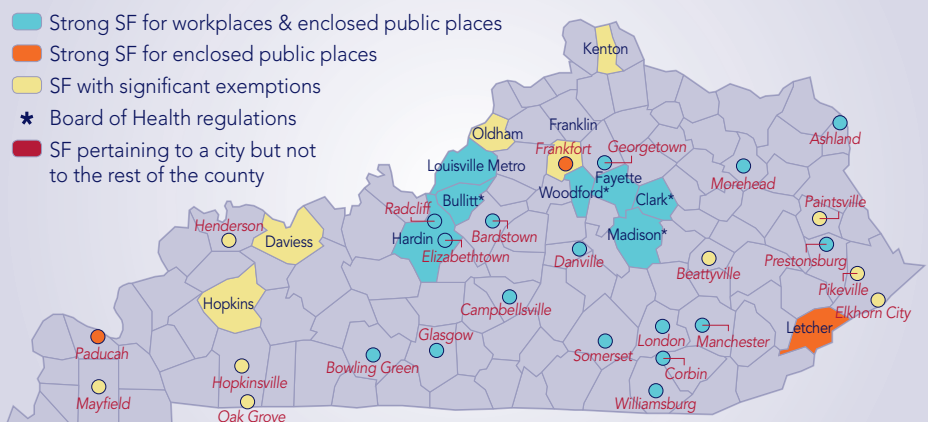 Strong SF for workplaces & enclosed public places
Strong SF for enclosed public places
SF with significant exemptions
* Board of Health regulations
SF pertaining to a city but not
to the rest of the county
Kenton
Oldham
Franklin
Frankfort
Georgetown
Ashland
Louisville Metro
Fayette
Morehead
Woodford*
Bullitt*
Clark*
Radcliff
Paintsville
Henderson
Daviess
Hardin
Bardstown
Madison*
Elizabethtown
Danville
Prestonsburg
Beattyville
Pikeville
Hopkins
Campbellsville
Elkhorn City
Letcher
Glasgow
London
Manchester
Paducah
Somerset
Bowling Green
Corbin
Hopkinsville
Mayfield
Williamsburg
Oak Grove